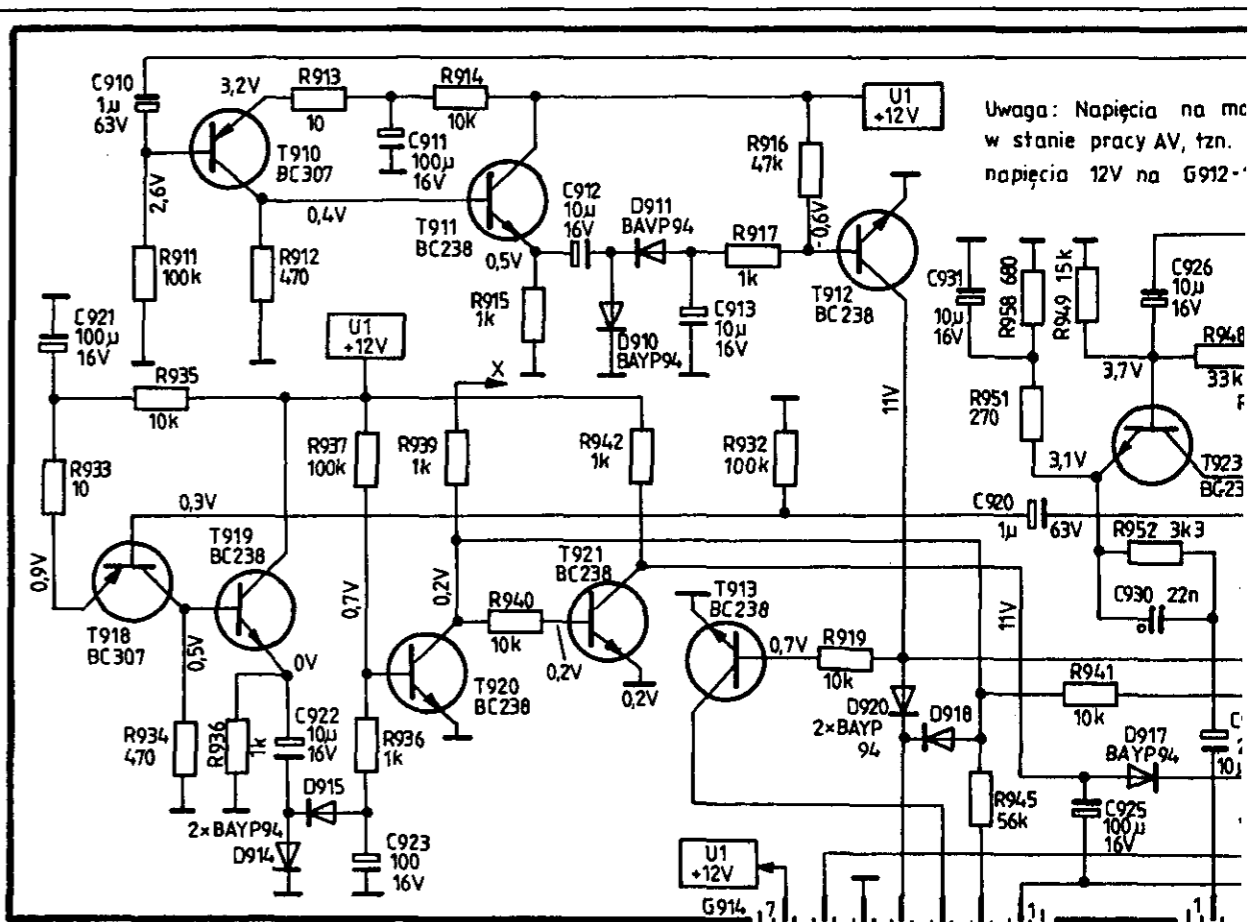 C910
1µ
63V
3,2V
R913
10
R914
10k
U1
+12V
Uwaga: Napięcia na
w stanie pracy AV, tzn.
napięcia 12V na G912-
T910
BC307
C911
100µ
16V
R916
47k
2,6V
0,4V
T911
BC238
C912
10µ
16V
D911
BAVP94
R917
1k
-0,6V
R911
100k
R912
470
0,5V
R915
1k
D910
BAYP94
C913
10µ
16V
T912
BC238
C931
10µ
16V
R958 680
R949 15k
C926
10µ
16V
C921
100µ
16V
U1
+12V
X
R948
33k
3,7V
R935
10k
11V
R951
270
R937
100k
R939
1k
R942
1k
R932
100k
R933
10
3,1V
T923
0,3V
C920
1µ
63V
R952 3k3
T919
BC238
T921
BC238
0,9V
0,7V
0,2V
T913
BC238
C930 22n
R940
10k
11V
T918
BC307
0,5V
0V
T920
BC238
0,2V
0,2V
0,7V
R919
10k
R941
10k
R934
470
R936
1k
C922
10µ
16V
R936
1k
D920
2×BAYP
94
D918
D917
BAYP94
10µ
D915
2×BAYP94
D914
C923
100
16V
R945
56k
C925
100µ
16V
U1
+12V
G914
7
1
1